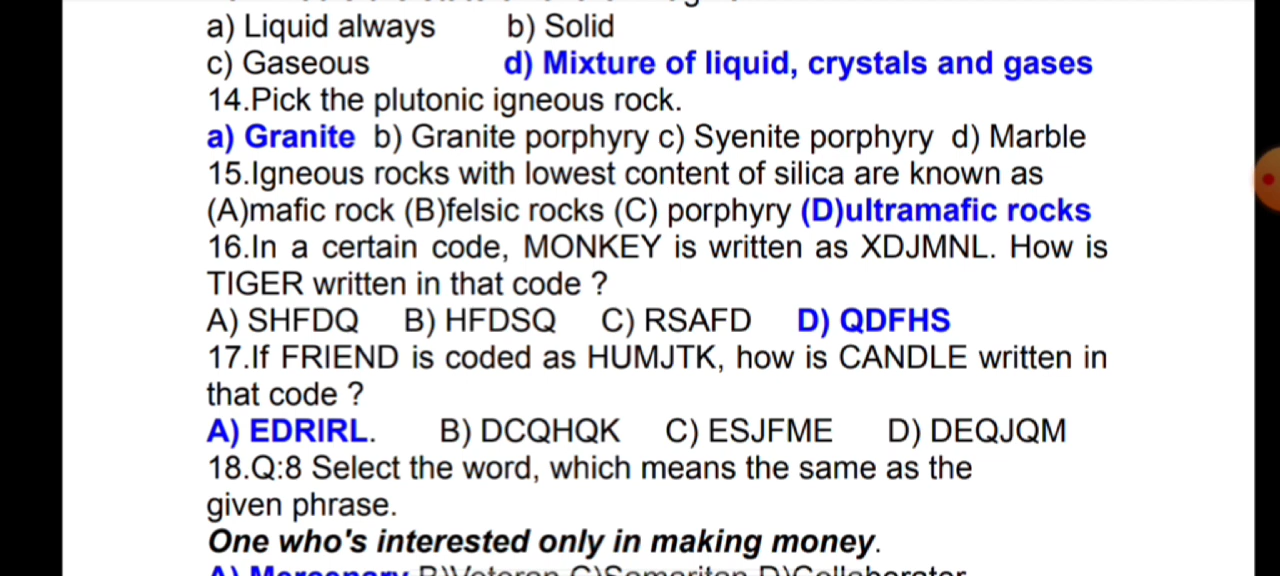 a) Liquid always b) Solid
c) Gaseous d) Mixture of liquid, crystals and gases
14.Pick the plutonic igneous rock.
a) Granite b) Granite porphyry c) Syenite porphyry d) Marble
15.Igneous rocks with lowest content of silica are known as
(A)mafic rock (B)felsic rocks (C) porphyry (D)ultramafic rocks
16.In a certain code, MONKEY is written as XDJMNL. How is
TIGER written in that code ?
A) SHFDQ B) HFDSQ C) RSAFD D) QDFHS
17.If FRIEND is coded as HUMJTK, how is CANDLE written in
that code ?
A) EDRIRL. B) DCQHQK C) ESJFME D) DEQJQM
18.Q:8 Select the word, which means the same as the
given phrase.
One who's interested only in making money.
A) Mercenary B)Veteran C)Samaritan D)Collaborator